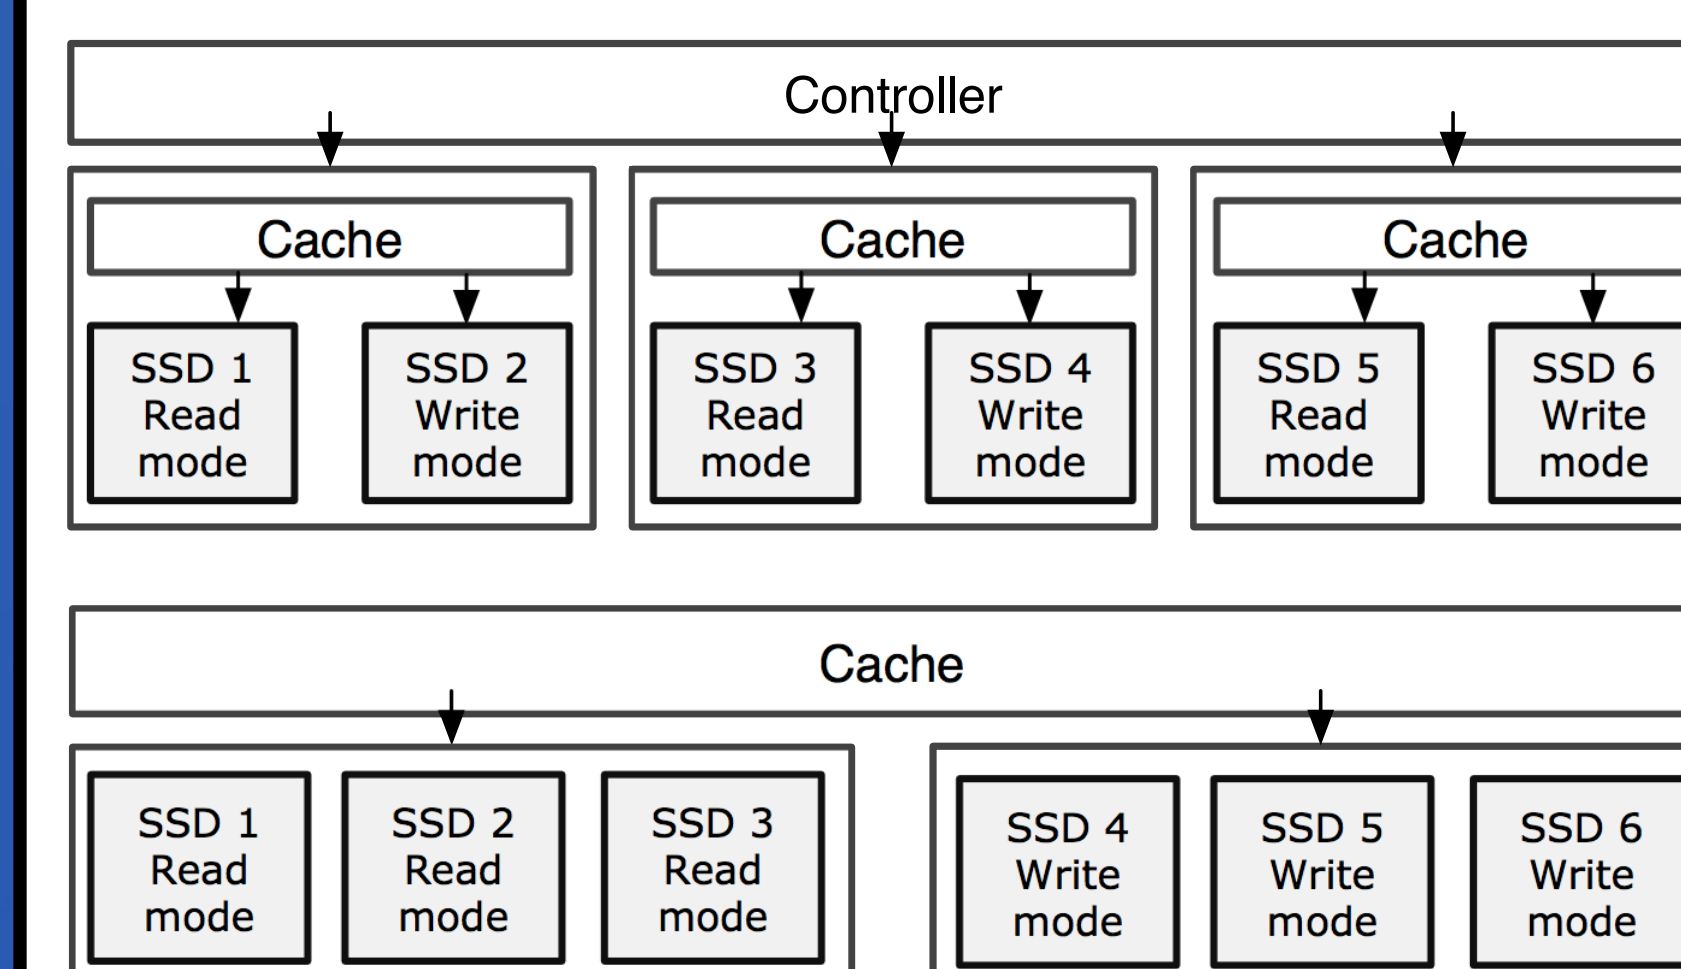 Controller
Cache
Cache
Cache
SSD 1
Read
mode
SSD 2
Write
mode
SSD 3
Read
mode
SSD 4
Write
mode
SSD 5
Read
mode
SSD 6
Write
mode
Cache
SSD 1
Read
mode
SSD 2
Read
mode
SSD 3
Read
mode
SSD 4
Write
mode
SSD 5
Write
mode
SSD 6
Write
mode